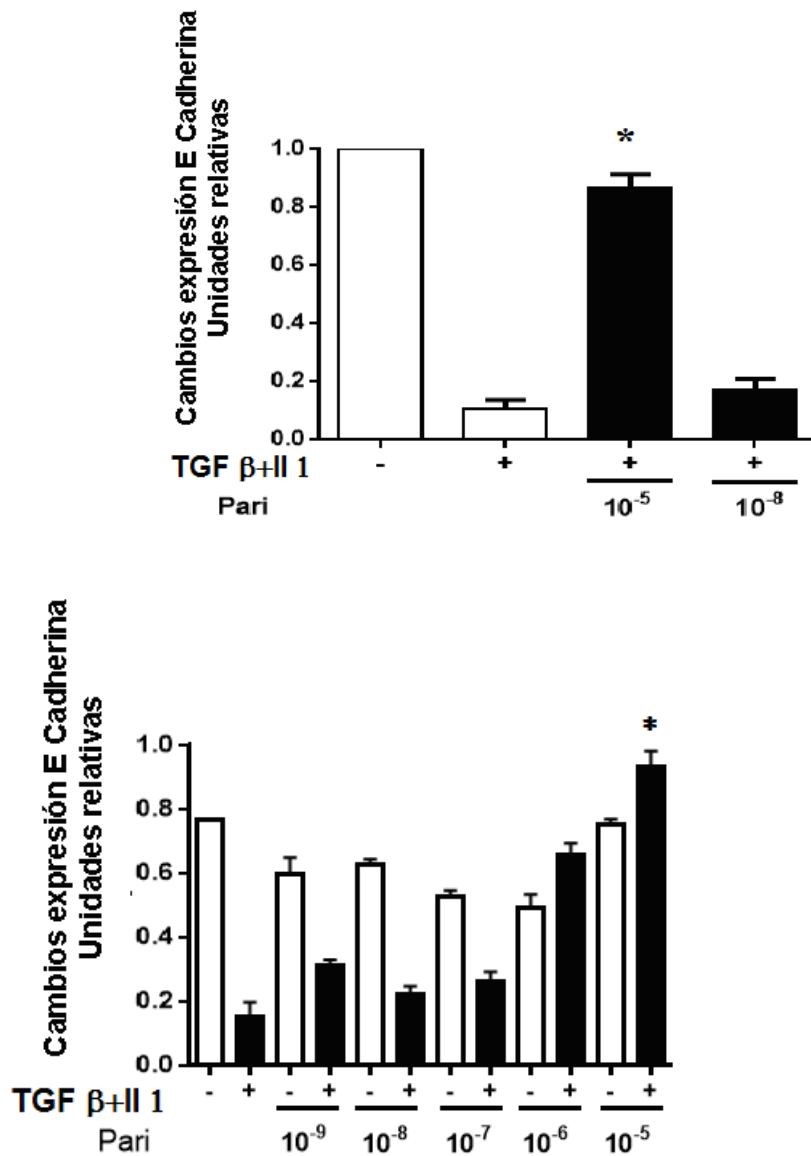 Cambios expresión E Cadherina
Unidades relativas
1.0
0.8
0.6
0.4
0.2
0.0
*
TGF β+Il 1 - + + +
Pari 10-5 10-8
Cambios expresión E Cadherina
Unidades relativas
1.0
0.8
0.6
0.4
0.2
0.0
*
TGF β+Il 1 - + - + - + - + - + - +
Pari 10-9 10-8 10-7 10-6 10-5